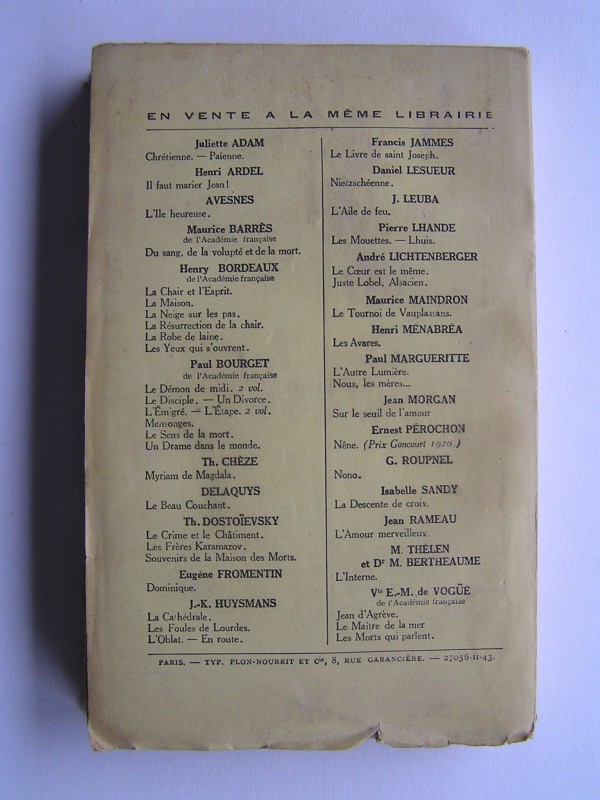 EN VENTE A LA MÊME LIBRAIRIE
Juliette ADAM
Chrétienne. — Païenne.
Henri ARDEL
Il faut marier Jean!
AVESNES
L'Ile heureuse.
Maurice BARRÈS
de l'Académie française
Du sang, de la volupté et de la mort.
Henry BORDEAUX
de l'Académie française
La Chair et l'Esprit.
La Maison.
La Neige sur les pas.
La Résurrection de la chair.
La Robe de laine.
Les Yeux qui s'ouvrent.
Paul BOURGET
de l'Académie française
Le Démon de midi. 2 vol.
Le Disciple. — Un Divorce.
L'Émigré. — L'Étape. 2 vol.
Mensonges.
Le Sens de la mort.
Un Drame dans le monde.
Th. CHÈZE
Myriam de Magdala.
DELAQUYS
Le Beau Couchant.
Th. DOSTOÏEVSKY
Le Crime et le Châtiment.
Les Frères Karamazov.
Souvenirs de la Maison des Morts.
Eugène FROMENTIN
Dominique.
J.-K. HUYSMANS
La Cathédrale.
Les Foules de Lourdes.
L'Oblat. — En route.
Francis JAMMES
Le Livre de saint Joseph.
Daniel LESUEUR
Nietzschéenne.
J. LEUBA
L'Aile de feu.
Pierre LHANDE
Les Mouettes. — Lhuis.
André LICHTENBERGER
Le Cœur est le même.
Juste Lobel, Alsacien.
Maurice MAINDRON
Le Tournoi de Vauplassans.
Henri MÉNABRÉA
Les Avares.
Paul MARGUERITTE
L'Autre Lumière.
Nous, les mères...
Jean MORGAN
Sur le seuil de l'amour
Ernest PÉROCHON
Nêne. (Prix Goncourt 1920.)
G. ROUPNEL
Nono.
Isabelle SANDY
La Descente de croix.
Jean RAMEAU
L'Amour merveilleux.
M. THÉLEN
et Dr M. BERTHEAUME
L'Interne.
Vte E.-M. de VOGÜÉ
de l'Académie française
Jean d'Agrève.
Le Maître de la mer
Les Morts qui parlent.
PARIS. — TYP. PLON-NOURRIT ET Cie, 8, RUE GARANCIÈRE. — 27056-11-43.